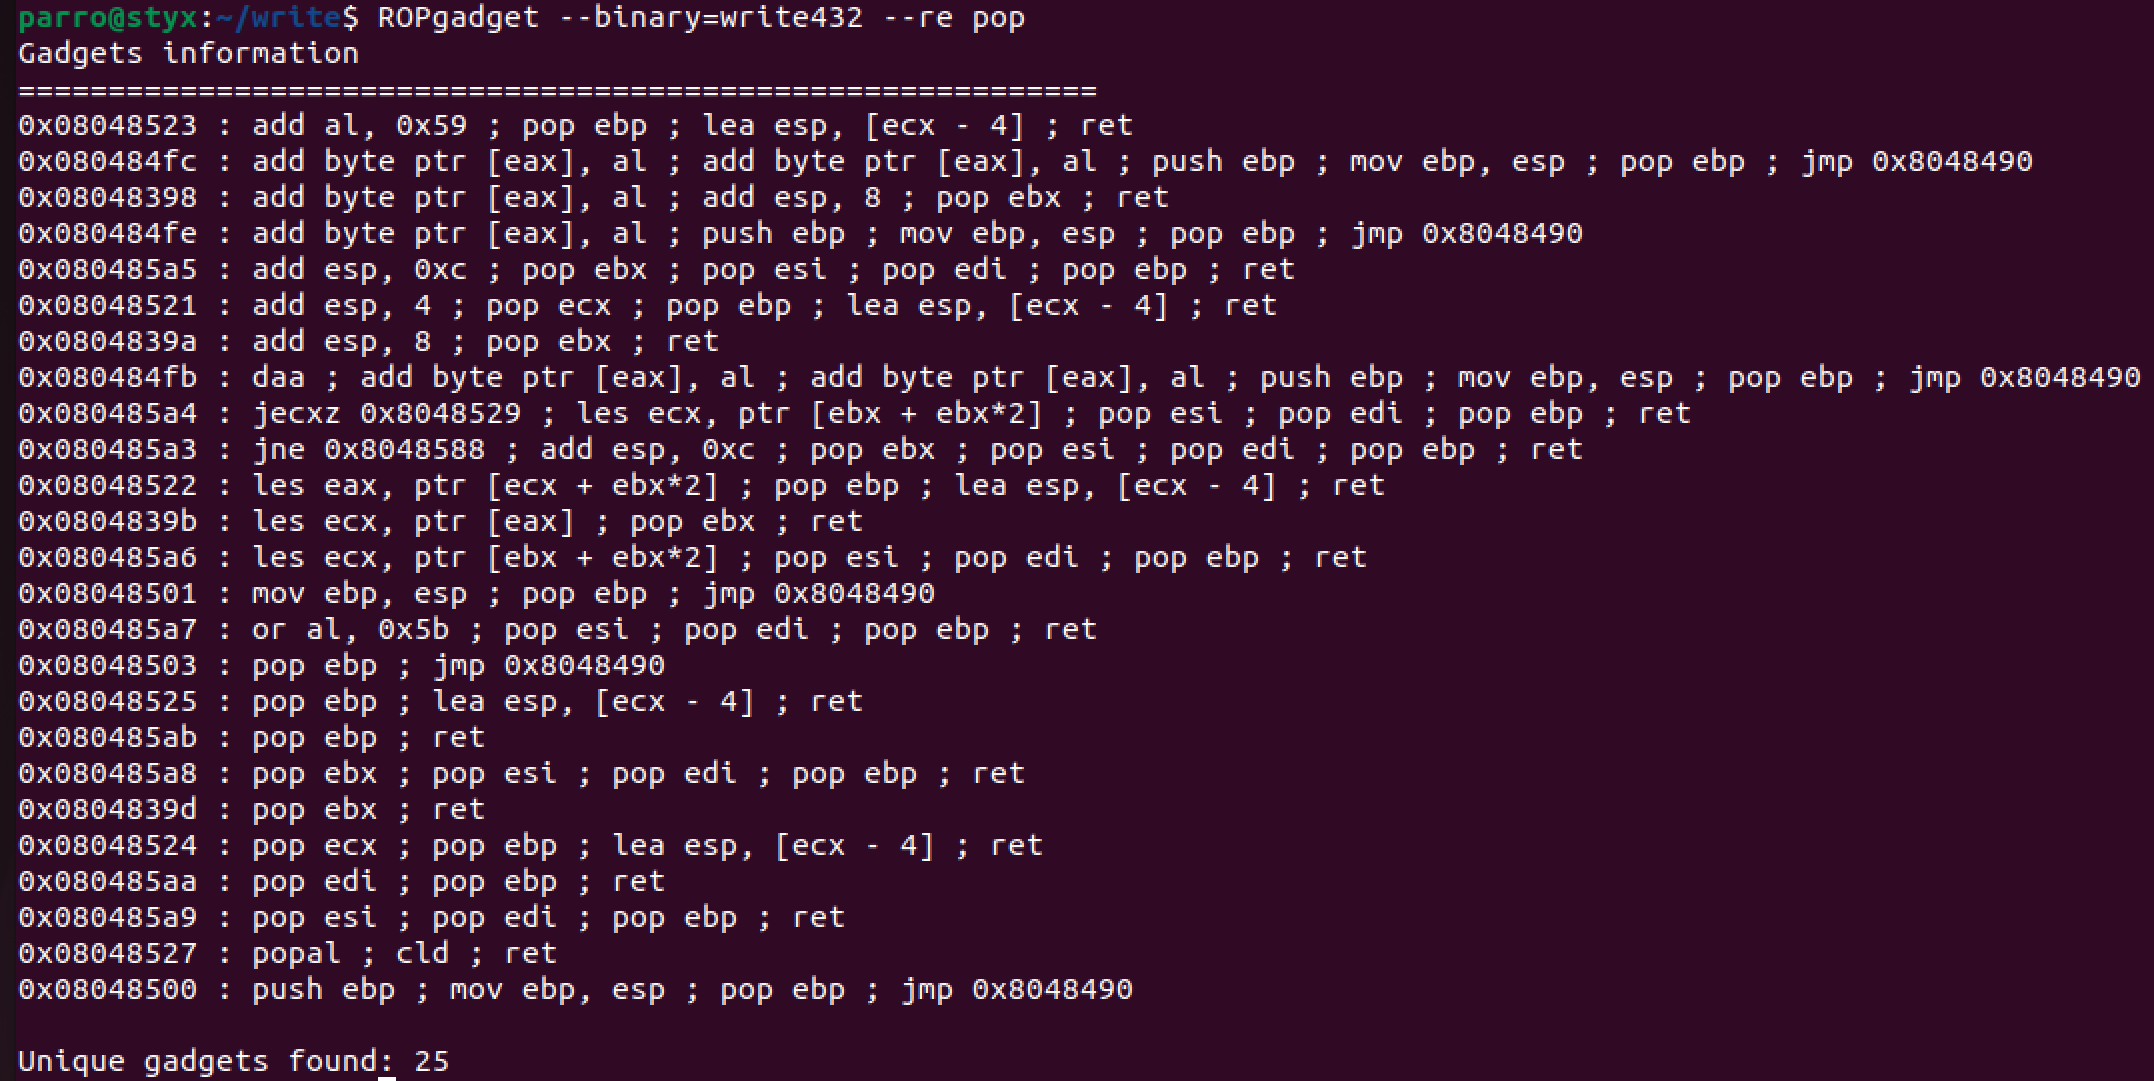 parro@styx:~/write$ ROPgadget --binary=write432 --re pop
Gadgets information
============================================================
0x08048523 : add al, 0x59 ; pop ebp ; lea esp, [ecx - 4] ; ret
0x080484fc : add byte ptr [eax], al ; add byte ptr [eax], al ; push ebp ; mov ebp, esp ; pop ebp ; jmp 0x8048490
0x08048398 : add byte ptr [eax], al ; add esp, 8 ; pop ebx ; ret
0x080484fe : add byte ptr [eax], al ; push ebp ; mov ebp, esp ; pop ebp ; jmp 0x8048490
0x080485a5 : add esp, 0xc ; pop ebx ; pop esi ; pop edi ; pop ebp ; ret
0x08048521 : add esp, 4 ; pop ecx ; pop ebp ; lea esp, [ecx - 4] ; ret
0x0804839a : add esp, 8 ; pop ebx ; ret
0x080484fb : daa ; add byte ptr [eax], al ; add byte ptr [eax], al ; push ebp ; mov ebp, esp ; pop ebp ; jmp 0x8048490
0x080485a4 : jecxz 0x8048529 ; les ecx, ptr [ebx + ebx*2] ; pop esi ; pop edi ; pop ebp ; ret
0x080485a3 : jne 0x8048588 ; add esp, 0xc ; pop ebx ; pop esi ; pop edi ; pop ebp ; ret
0x08048522 : les eax, ptr [ecx + ebx*2] ; pop ebp ; lea esp, [ecx - 4] ; ret
0x0804839b : les ecx, ptr [eax] ; pop ebx ; ret
0x080485a6 : les ecx, ptr [ebx + ebx*2] ; pop esi ; pop edi ; pop ebp ; ret
0x08048501 : mov ebp, esp ; pop ebp ; jmp 0x8048490
0x080485a7 : or al, 0x5b ; pop esi ; pop edi ; pop ebp ; ret
0x08048503 : pop ebp ; jmp 0x8048490
0x08048525 : pop ebp ; lea esp, [ecx - 4] ; ret
0x080485ab : pop ebp ; ret
0x080485a8 : pop ebx ; pop esi ; pop edi ; pop ebp ; ret
0x0804839d : pop ebx ; ret
0x08048524 : pop ecx ; pop ebp ; lea esp, [ecx - 4] ; ret
0x080485aa : pop edi ; pop ebp ; ret
0x080485a9 : pop esi ; pop edi ; pop ebp ; ret
0x08048527 : popal ; cld ; ret
0x08048500 : push ebp ; mov ebp, esp ; pop ebp ; jmp 0x8048490
Unique gadgets found: 25